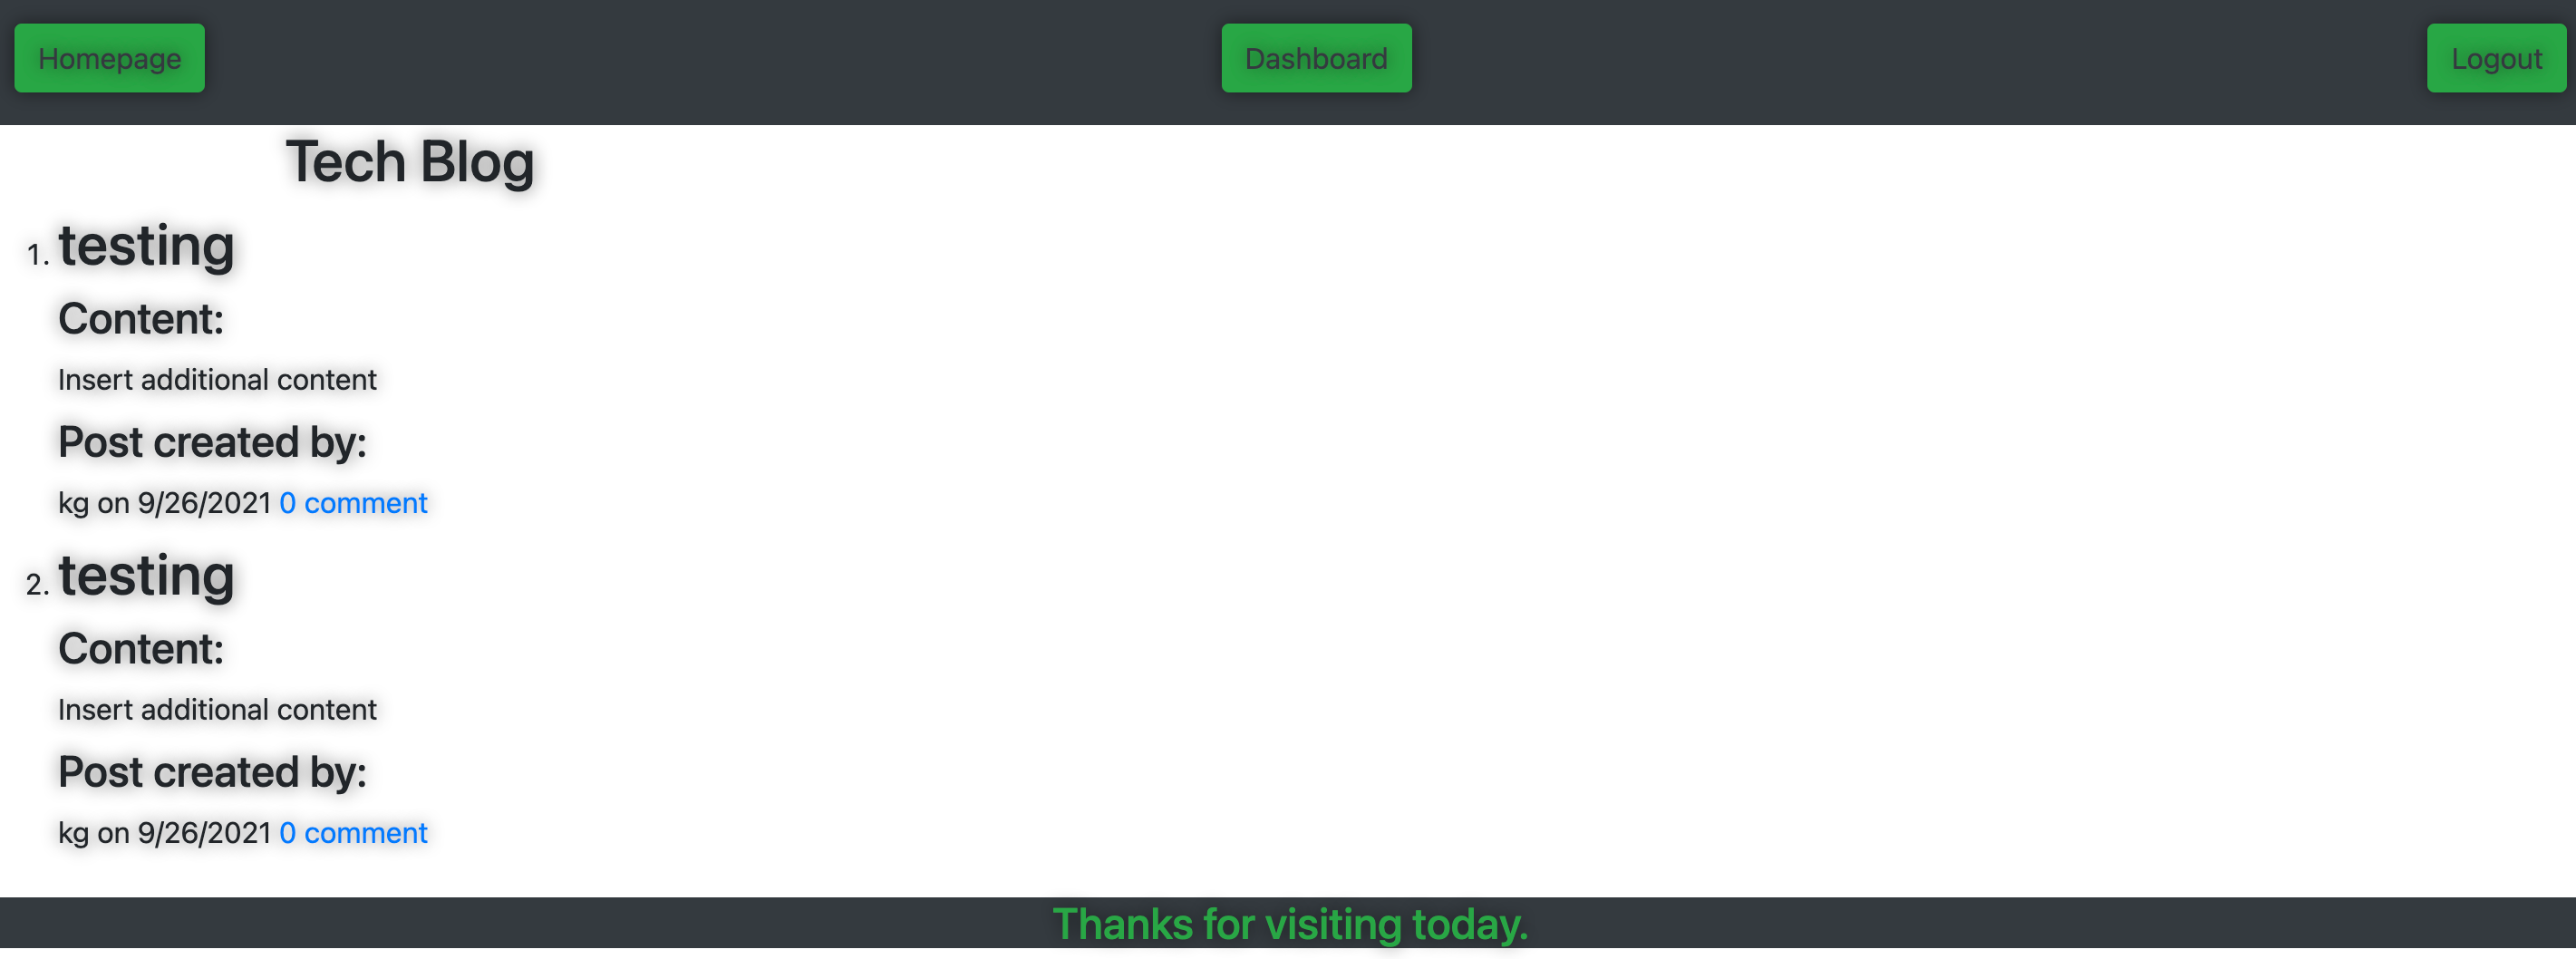 Homepage Dashboard Logout
Tech Blog
1. testing
Content:
Insert additional content
Post created by:
kg on 9/26/2021 0 comment
2. testing
Content:
Insert additional content
Post created by:
kg on 9/26/2021 0 comment
Thanks for visiting today.